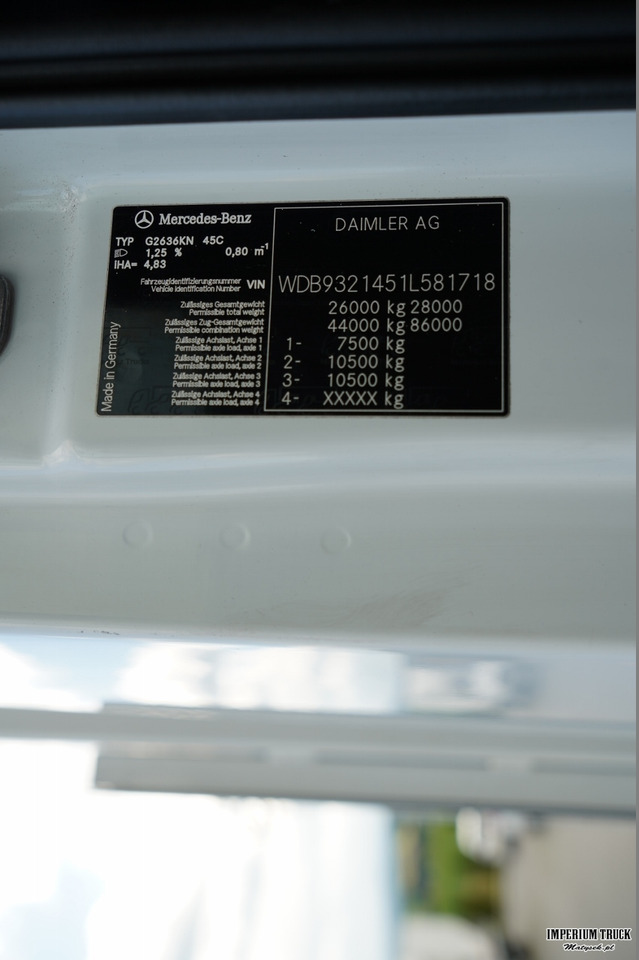 Mercedes-Benz
DAIMLER AG
TYP G2636KN 45C
1,25 % 0,80 m-1
IHA= 4,83
Fahrzeugidentifizierungsnummer
Vehicle Identification Number VIN WDB9321451L581718
Zulässiges Gesamtgewicht
Permissible total weight 26000 kg 28000
Zulässiges Zug-Gesamtgewicht
Permissible combination weight 44000 kg 86000
Zulässige Achslast, Achse 1
Permissible axle load, axle 1 1- 7500 kg
Zulässige Achslast, Achse 2
Permissible axle load, axle 2 2- 10500 kg
Zulässige Achslast, Achse 3
Permissible axle load, axle 3 3- 10500 kg
Zulässige Achslast, Achse 4
Permissible axle load, axle 4 4- XXXXX kg
Made in Germany
IMPERIUM TRUCK
Matysek.pl